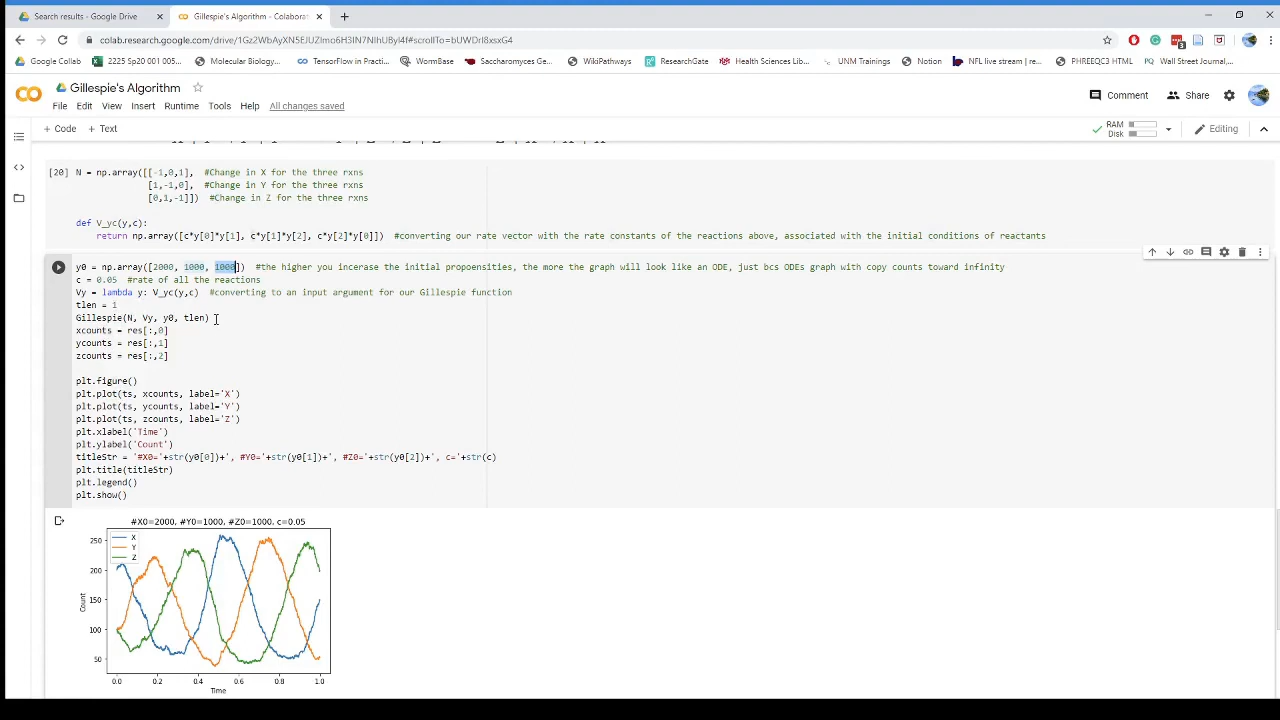 Search results - Google Drive
Gillespie's Algorithm - Colaborat
colab.research.google.com/drive/1Gz2WbAyXN5EJUZImo6H3IN7NIhUByI4f#scrollTo=bUWDrI8xsxG4
Google Collab
2225 Sp20 001 005...
Molecular Biology...
TensorFlow in Practi...
WormBase
Saccharomyces Ge...
WikiPathways
ResearchGate
Health Sciences Lib...
UNM Trainings
Notion
NFL live stream | re...
PHREEQC3 HTML
Wall Street Journal,...
Gillespie's Algorithm
File Edit View Insert Runtime Tools Help All changes saved
Comment Share
+ Code + Text
RAM
Disk
Editing
[20] N = np.array([[-1,0,1], #Change in X for the three rxns
[1,-1,0], #Change in Y for the three rxns
[0,1,-1]]) #Change in Z for the three rxns
def V_yc(y,c):
return np.array([c*y[0]*y[1], c*y[1]*y[2], c*y[2]*y[0]]) #converting our rate vector with the rate constants of the reactions above, associated with the initial conditions of reactants
y0 = np.array([2000, 1000, 1000]) #the higher you incerase the initial propoensities, the more the graph will look like an ODE, just bcs ODEs graph with copy counts toward infinity
c = 0.05 #rate of all the reactions
Vy = lambda y: V_yc(y,c) #converting to an input argument for our Gillespie function
tlen = 1
Gillespie(N, Vy, y0, tlen)
xcounts = res[:,0]
ycounts = res[:,1]
zcounts = res[:,2]
plt.figure()
plt.plot(ts, xcounts, label='X')
plt.plot(ts, ycounts, label='Y')
plt.plot(ts, zcounts, label='Z')
plt.xlabel('Time')
plt.ylabel('Count')
titleStr = '#X0='+str(y0[0])+', #Y0='+str(y0[1])+', #Z0='+str(y0[2])+', c='+str(c)
plt.title(titleStr)
plt.legend()
plt.show()
#X0=2000, #Y0=1000, #Z0=1000, c=0.05
X
Y
Z
250
200
150
100
50
Count
0.0 0.2 0.4 0.6 0.8 1.0
Time